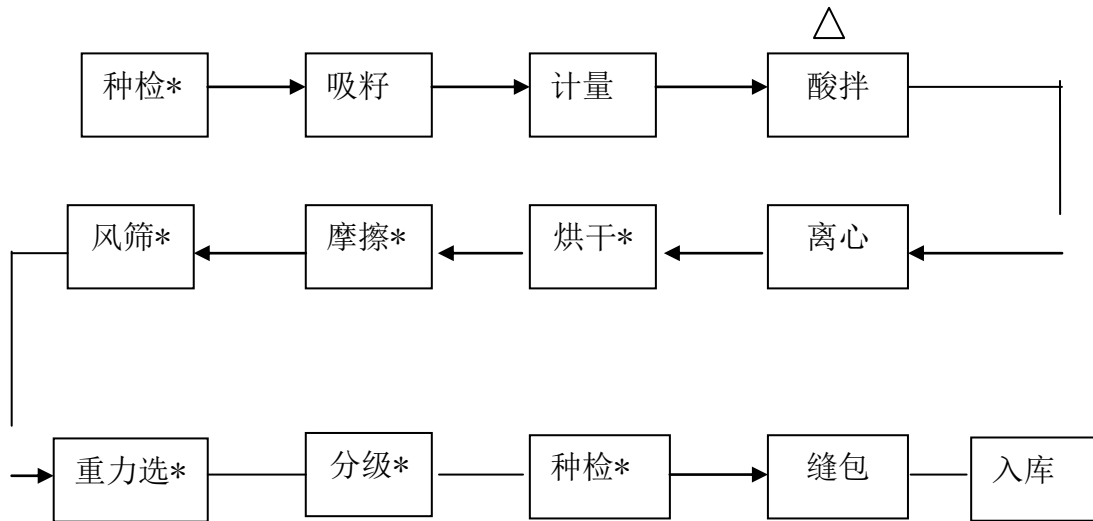 △
种检* 吸籽 计量 酸拌
风筛* 摩擦* 烘干* 离心
重力选* 分级* 种检* 缝包 入库